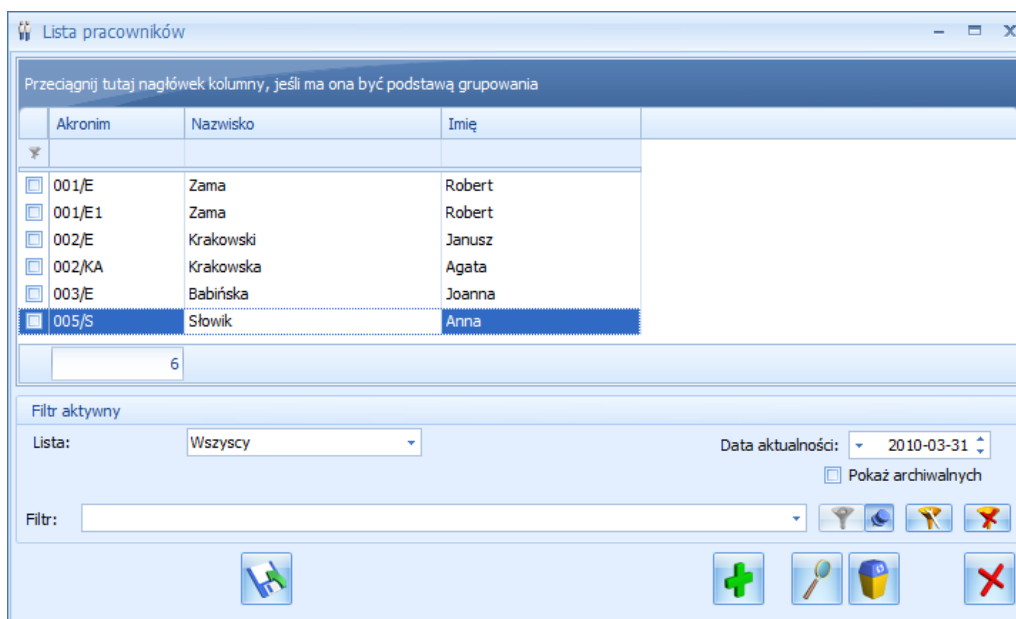 Lista pracowników
Przeciągnij tutaj nagłówek kolumny, jeśli ma ona być podstawą grupowania
Akronim Nazwisko Imię
001/E Zama Robert
001/E1 Zama Robert
002/E Krakowski Janusz
002/KA Krakowska Agata
003/E Babińska Joanna
005/S Słowik Anna
6
Filtr aktywny
Lista: Wszyscy Data aktualności: 2010-03-31
Pokaż archiwalnych
Filtr: